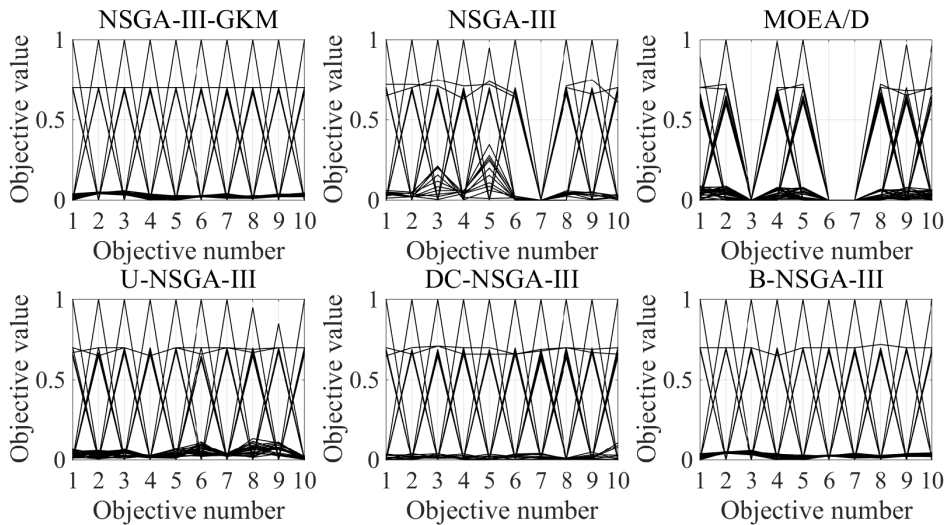 NSGA-III-GKM NSGA-III MOEA/D
Objective value 1 0.5 0 Objective value 1 0.5 0 Objective value 1 0.5 0
1 2 3 4 5 6 7 8 9 10 1 2 3 4 5 6 7 8 9 10 1 2 3 4 5 6 7 8 9 10
Objective number Objective number Objective number
U-NSGA-III DC-NSGA-III B-NSGA-III
Objective value 1 0.5 0 Objective value 1 0.5 0 Objective value 1 0.5 0
1 2 3 4 5 6 7 8 9 10 1 2 3 4 5 6 7 8 9 10 1 2 3 4 5 6 7 8 9 10
Objective number Objective number Objective number